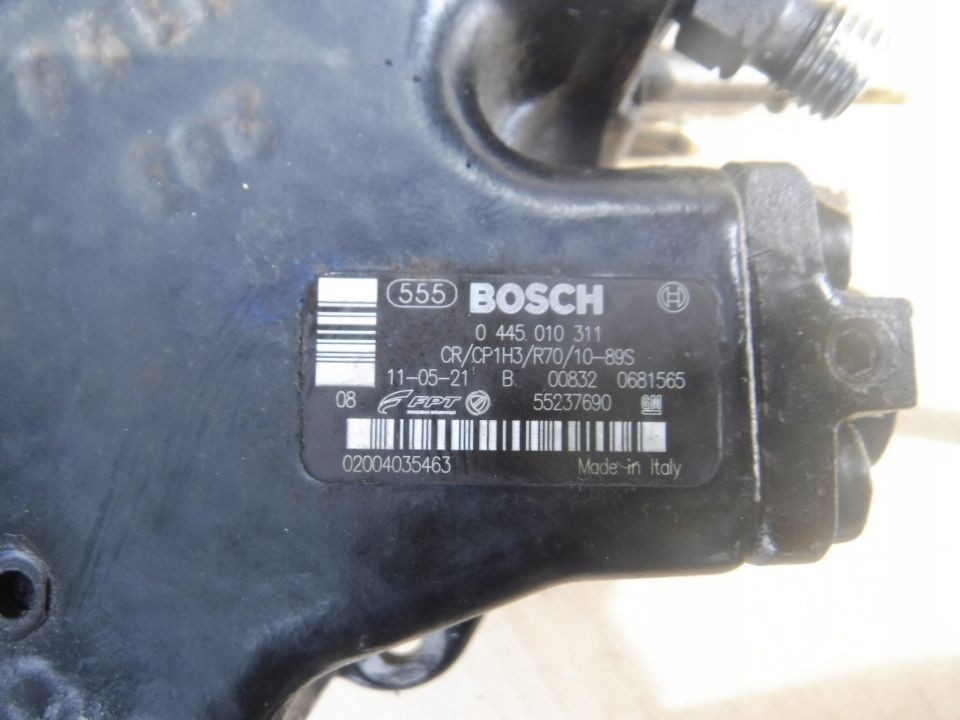 555 BOSCH H
0 445 010 311
CR/CP1H3/R70/10-89S
11-05-21 B 00832 0681565
08 FPT 55237690 GM
02004035463 Made in Italy